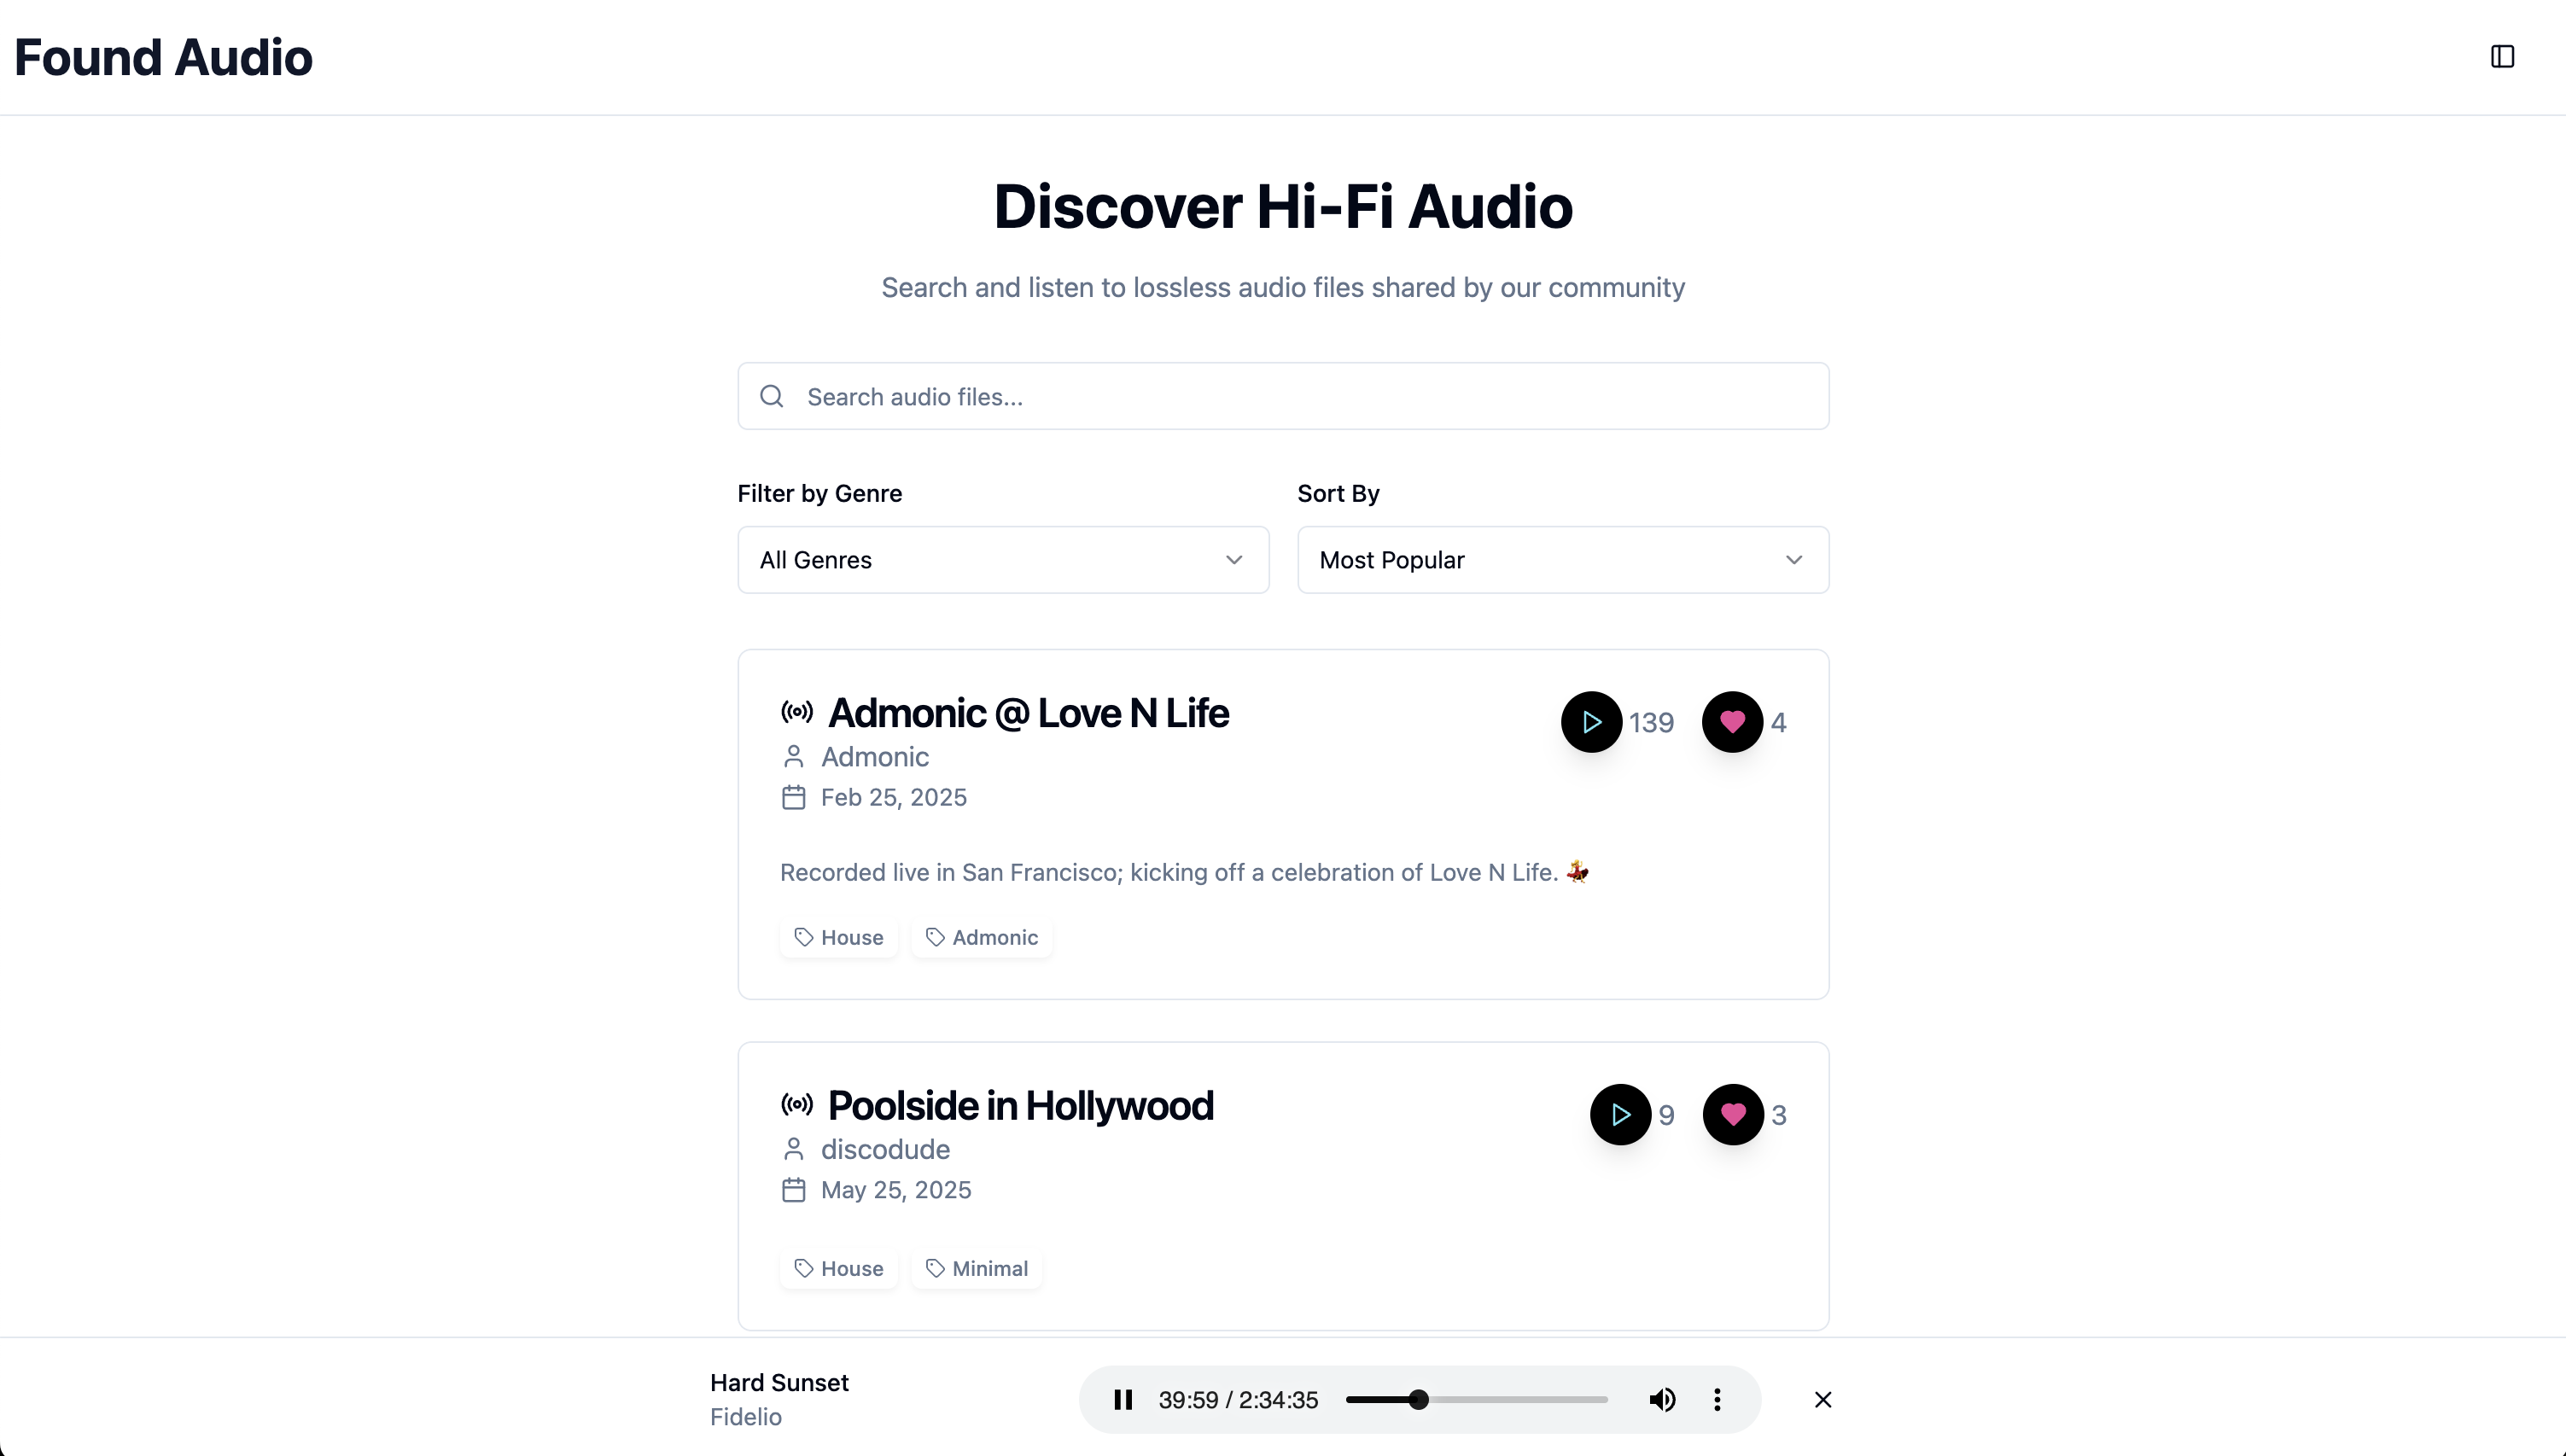 Found Audio
Discover Hi-Fi Audio
Search and listen to lossless audio files shared by our community
Search audio files...
Filter by Genre
Sort By
All Genres
Most Popular
Admonic @ Love N Life
139
4
Admonic
Feb 25, 2025
Recorded live in San Francisco; kicking off a celebration of Love N Life. 💃
House
Admonic
Poolside in Hollywood
9
3
discodude
May 25, 2025
House
Minimal
Hard Sunset
Fidelio
39:59 / 2:34:35